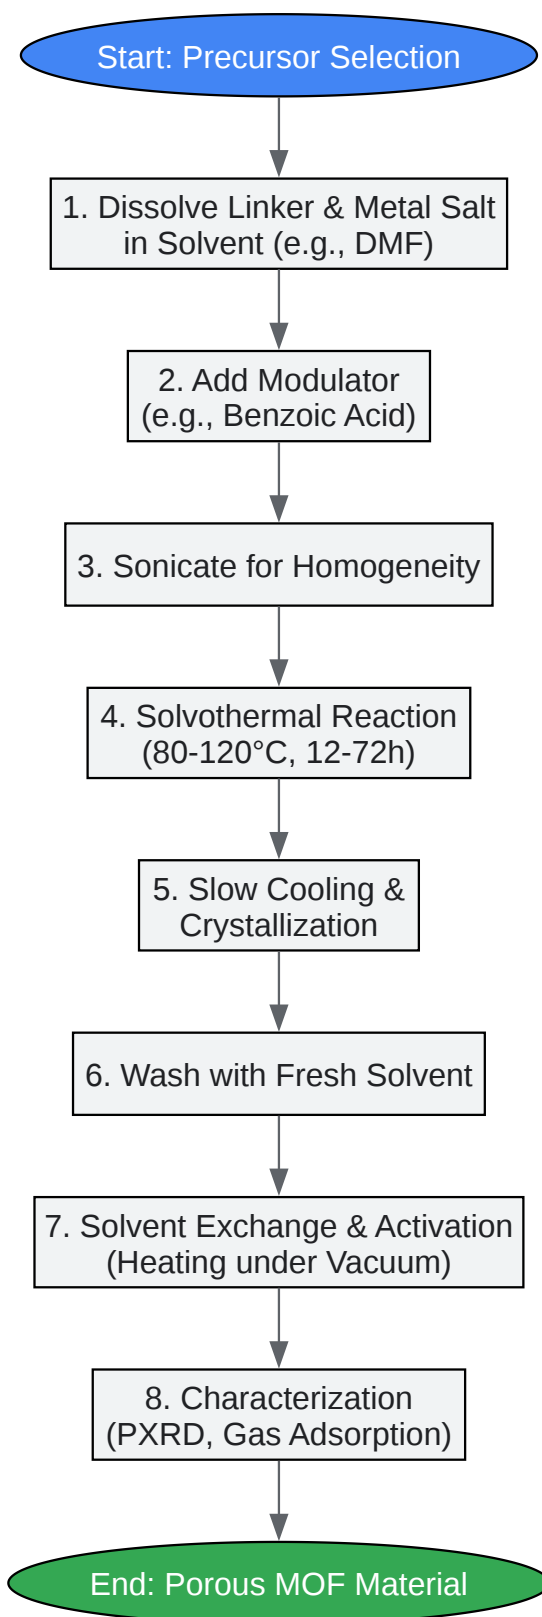 Start: Precursor Selection
1. Dissolve Linker & Metal Salt
in Solvent (e.g., DMF)
2. Add Modulator
(e.g., Benzoic Acid)
3. Sonicate for Homogeneity
4. Solvothermal Reaction
(80-120°C, 12-72h)
5. Slow Cooling &
Crystallization
6. Wash with Fresh Solvent
7. Solvent Exchange & Activation
(Heating under Vacuum)
8. Characterization
(PXRD, Gas Adsorption)
End: Porous MOF Material